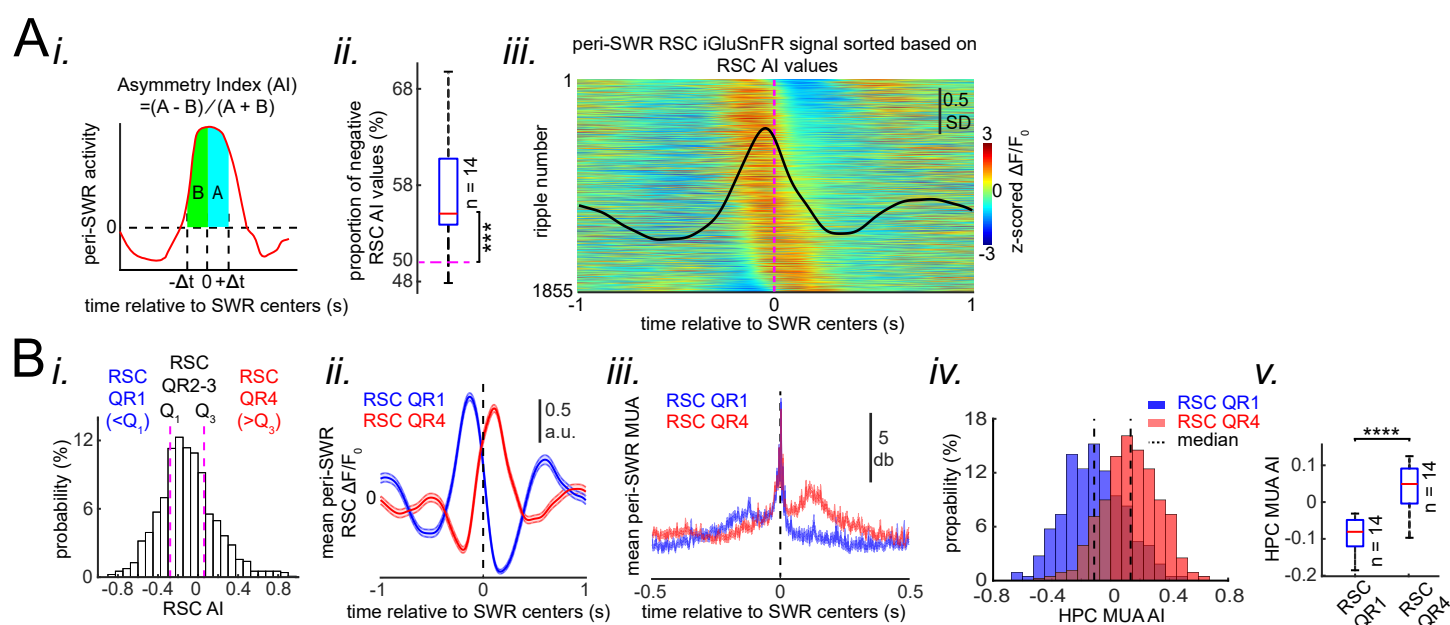 A
i.
Asymmetry Index (AI)
=(A - B)/(A + B)
peri-SWR activity
0
B
A
-Δt 0 +Δt
time relative to SWR centers (s)
ii.
proportion of negative
RSC AI values (%)
68
58
50
48
n = 14
***
iii.
peri-SWR RSC iGluSnFR signal sorted based on
RSC AI values
ripple number
1
1855
-1 0 1
time relative to SWR centers (s)
0.5
SD
3
0
-3
z-scored ΔF/F0
B
i.
RSC
QR1
(<Q1)
RSC
QR2-3
Q1 Q3
RSC
QR4
(>Q3)
probability (%)
12
6
0
-0.8 -0.4 0 0.4 0.8
RSC AI
ii.
RSC QR1
RSC QR4
0.5
a.u.
mean peri-SWR
RSC ΔF/F0
0
-1 0 1
time relative to SWR centers (s)
iii.
RSC QR1
RSC QR4
5
db
mean peri-SWR MUA
-0.5 0 0.5
time relative to SWR centers (s)
iv.
RSC QR1
RSC QR4
median
propability (%)
18
12
6
0
-0.8 -0.4 0 0.4 0.8
HPC MUA AI
v.
****
HPC MUA AI
0.1
0
-0.1
-0.2
n = 14
n = 14
RSC
QR1
RSC
QR4